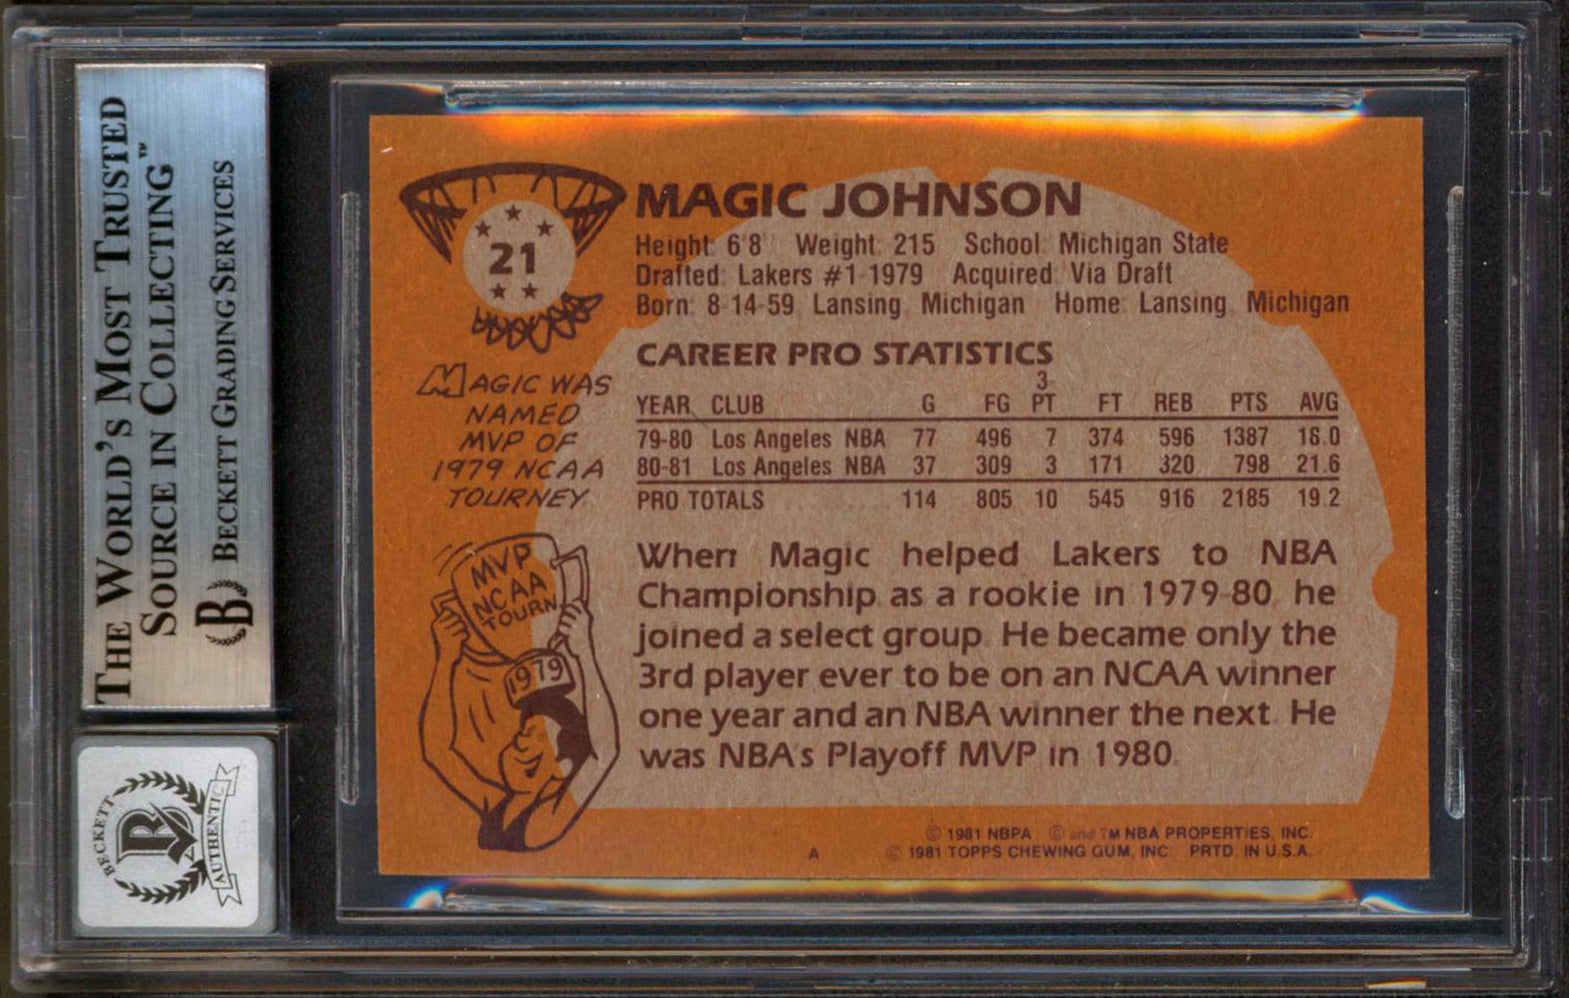 THE WORLD'S MOST TRUSTED
SOURCE IN COLLECTING™
BECKETT GRADING SERVICES
B
BECKETT
B
AUTHENTIC
21
MAGIC JOHNSON
Height: 6'8 Weight: 215 School: Michigan State
Drafted: Lakers #1-1979 Acquired: Via Draft
Born: 8-14-59 Lansing, Michigan Home: Lansing, Michigan
MAGIC WAS
NAMED
MVP OF
1979 NCAA
TOURNEY
MVP
NCAA
TOURN
1979
CAREER PRO STATISTICS
3
YEAR CLUB G FG PT FT REB PTS AVG
79-80 Los Angeles NBA 77 496 7 374 596 1387 18.0
80-81 Los Angeles NBA 37 309 3 171 320 798 21.6
PRO TOTALS 114 805 10 545 916 2185 19.2
When Magic helped Lakers to NBA
Championship as a rookie in 1979-80, he
joined a select group. He became only the
3rd player ever to be on an NCAA winner
one year and an NBA winner the next. He
was NBA's Playoff MVP in 1980.
© 1981 NBPA © and TM NBA PROPERTIES, INC.
A © 1981 TOPPS CHEWING GUM, INC. PRTD. IN U.S.A.